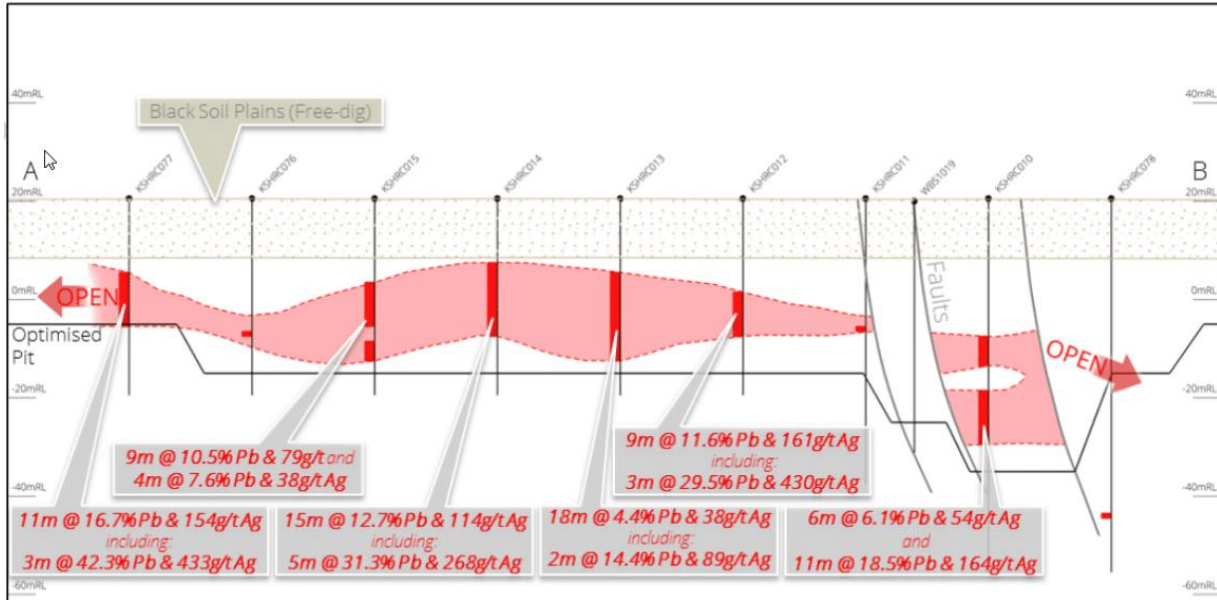 Black Soil Plains (Free-dig)
40mRL
40mRL
A
B
20mRL
20mRL
KSHRC077
KSHRC076
KSHRC015
KSHRC014
KSHRC013
KSHRC012
KSHRC011
WBS1019
KSHRC010
KSHRC078
Faults
0mRL
0mRL
OPEN
OPEN
Optimised
Pit
-20mRL
-20mRL
9m @ 10.5% Pb & 79g/t and
4m @ 7.6% Pb & 38g/tAg
9m @ 11.6% Pb & 161g/tAg
including:
3m @ 29.5% Pb & 430g/tAg
-40mRL
-40mRL
11m @ 16.7% Pb & 154g/tAg
including:
3m @ 42.3% Pb & 433g/tAg
15m @ 12.7% Pb & 114g/tAg
including:
5m @ 31.3% Pb & 268g/tAg
18m @ 4.4% Pb & 38g/tAg
including:
2m @ 14.4% Pb & 89g/tAg
6m @ 6.1% Pb & 54g/tAg
and
11m @ 18.5% Pb & 164g/tAg
-60mRL
-60mRL